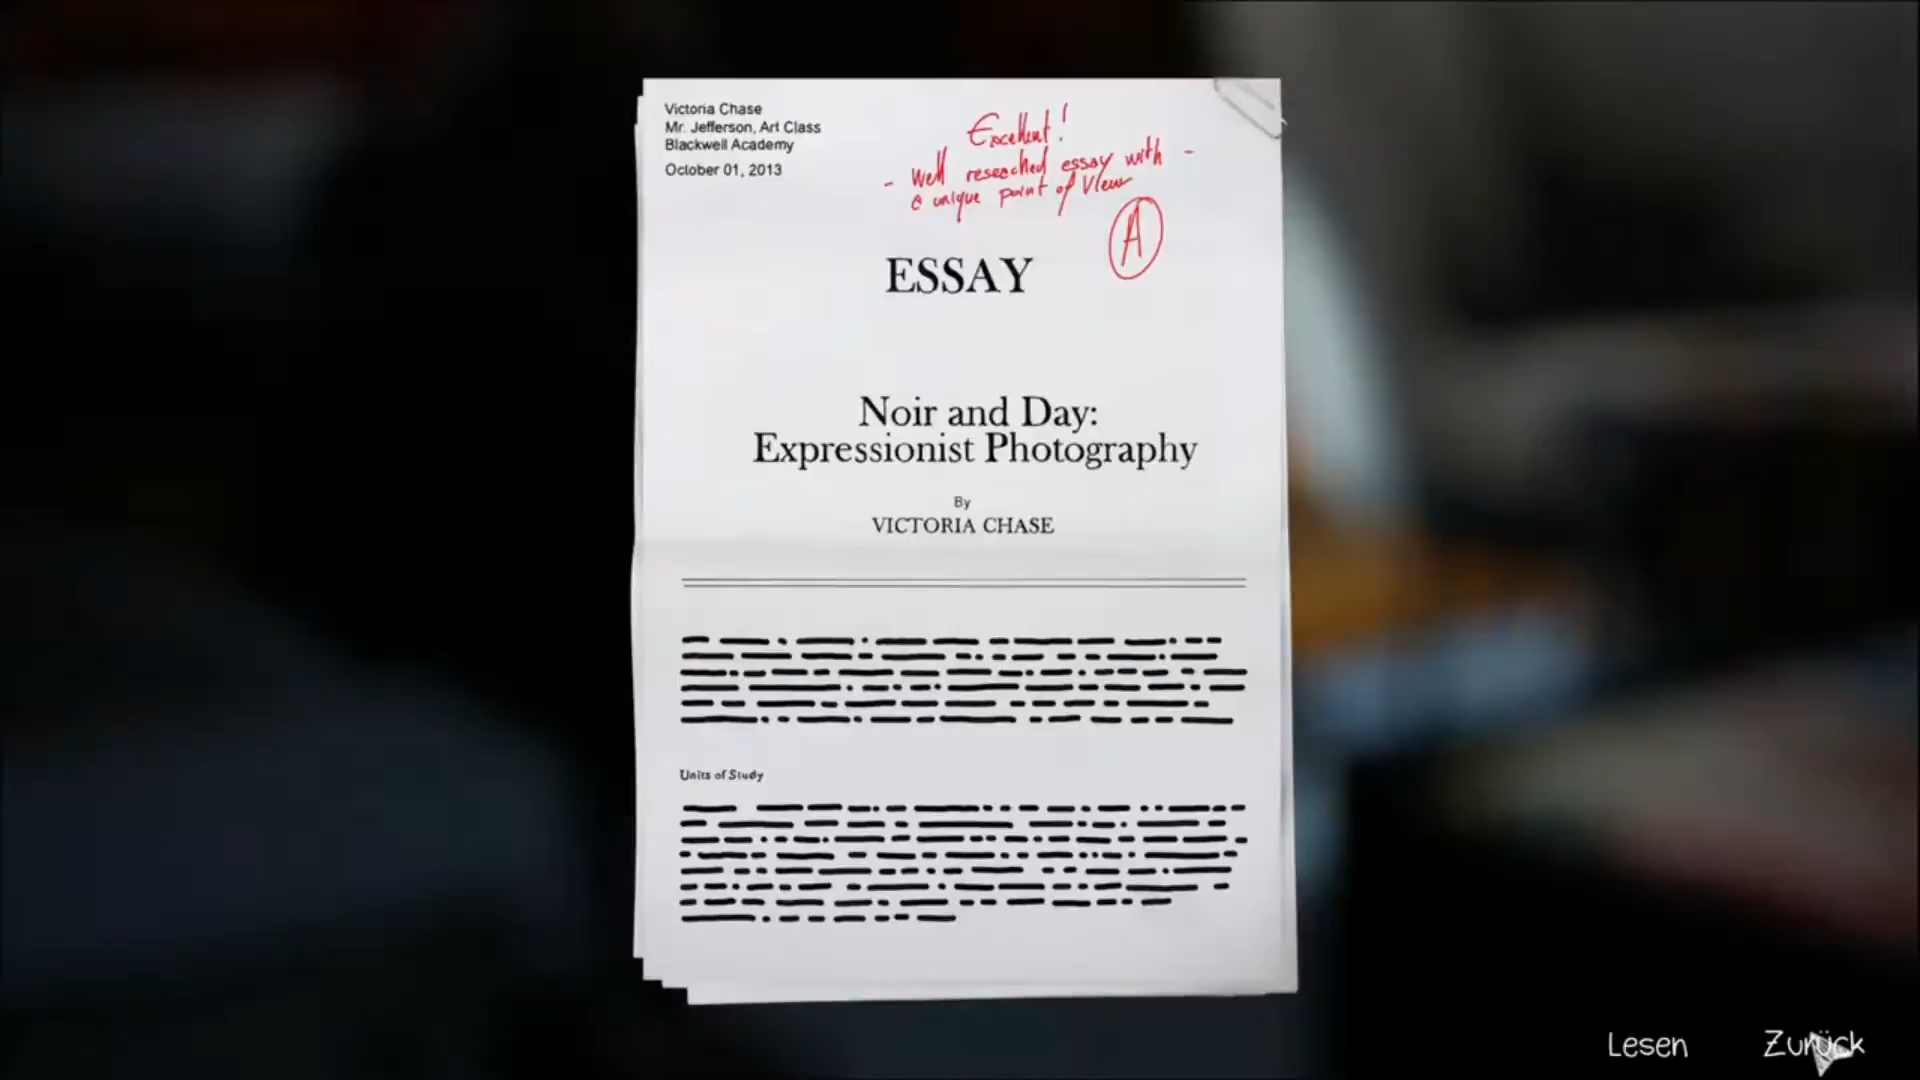 Victoria Chase
Mr. Jefferson, Art Class
Blackwell Academy
October 01, 2013
Excellent!
- Well reseached essay with -
a unique point of View
A
ESSAY
Noir and Day:
Expressionist Photography
By
VICTORIA CHASE
Units of Study
Lesen
Zurück